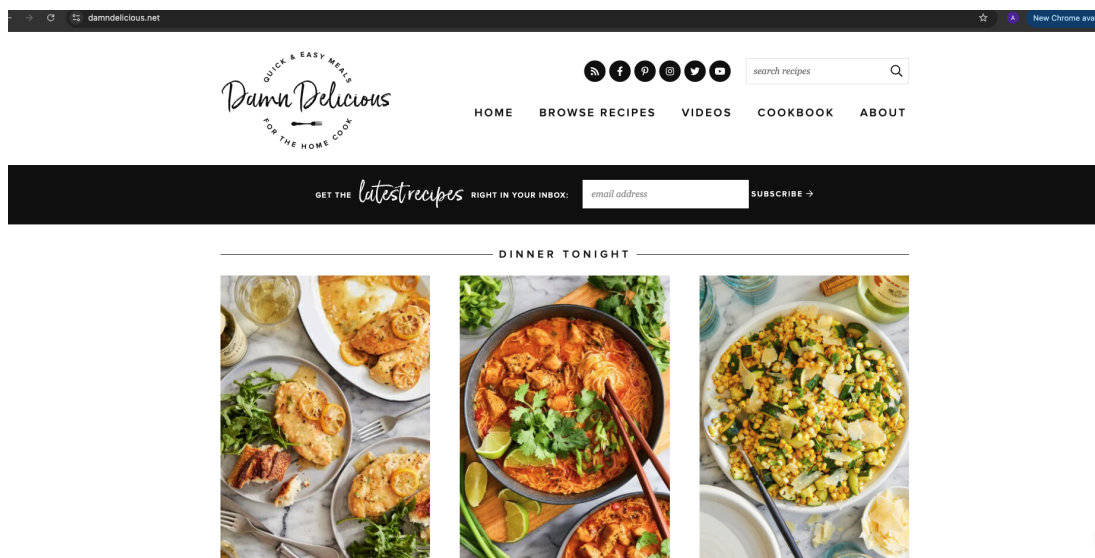 damndelicious.net
New Chrome ava
QUICK & EASY MEALS
Damn Delicious
FOR THE HOME COOK
search recipes
HOME BROWSE RECIPES VIDEOS COOKBOOK ABOUT
GET THE latest recipes RIGHT IN YOUR INBOX: email address SUBSCRIBE →
DINNER TONIGHT